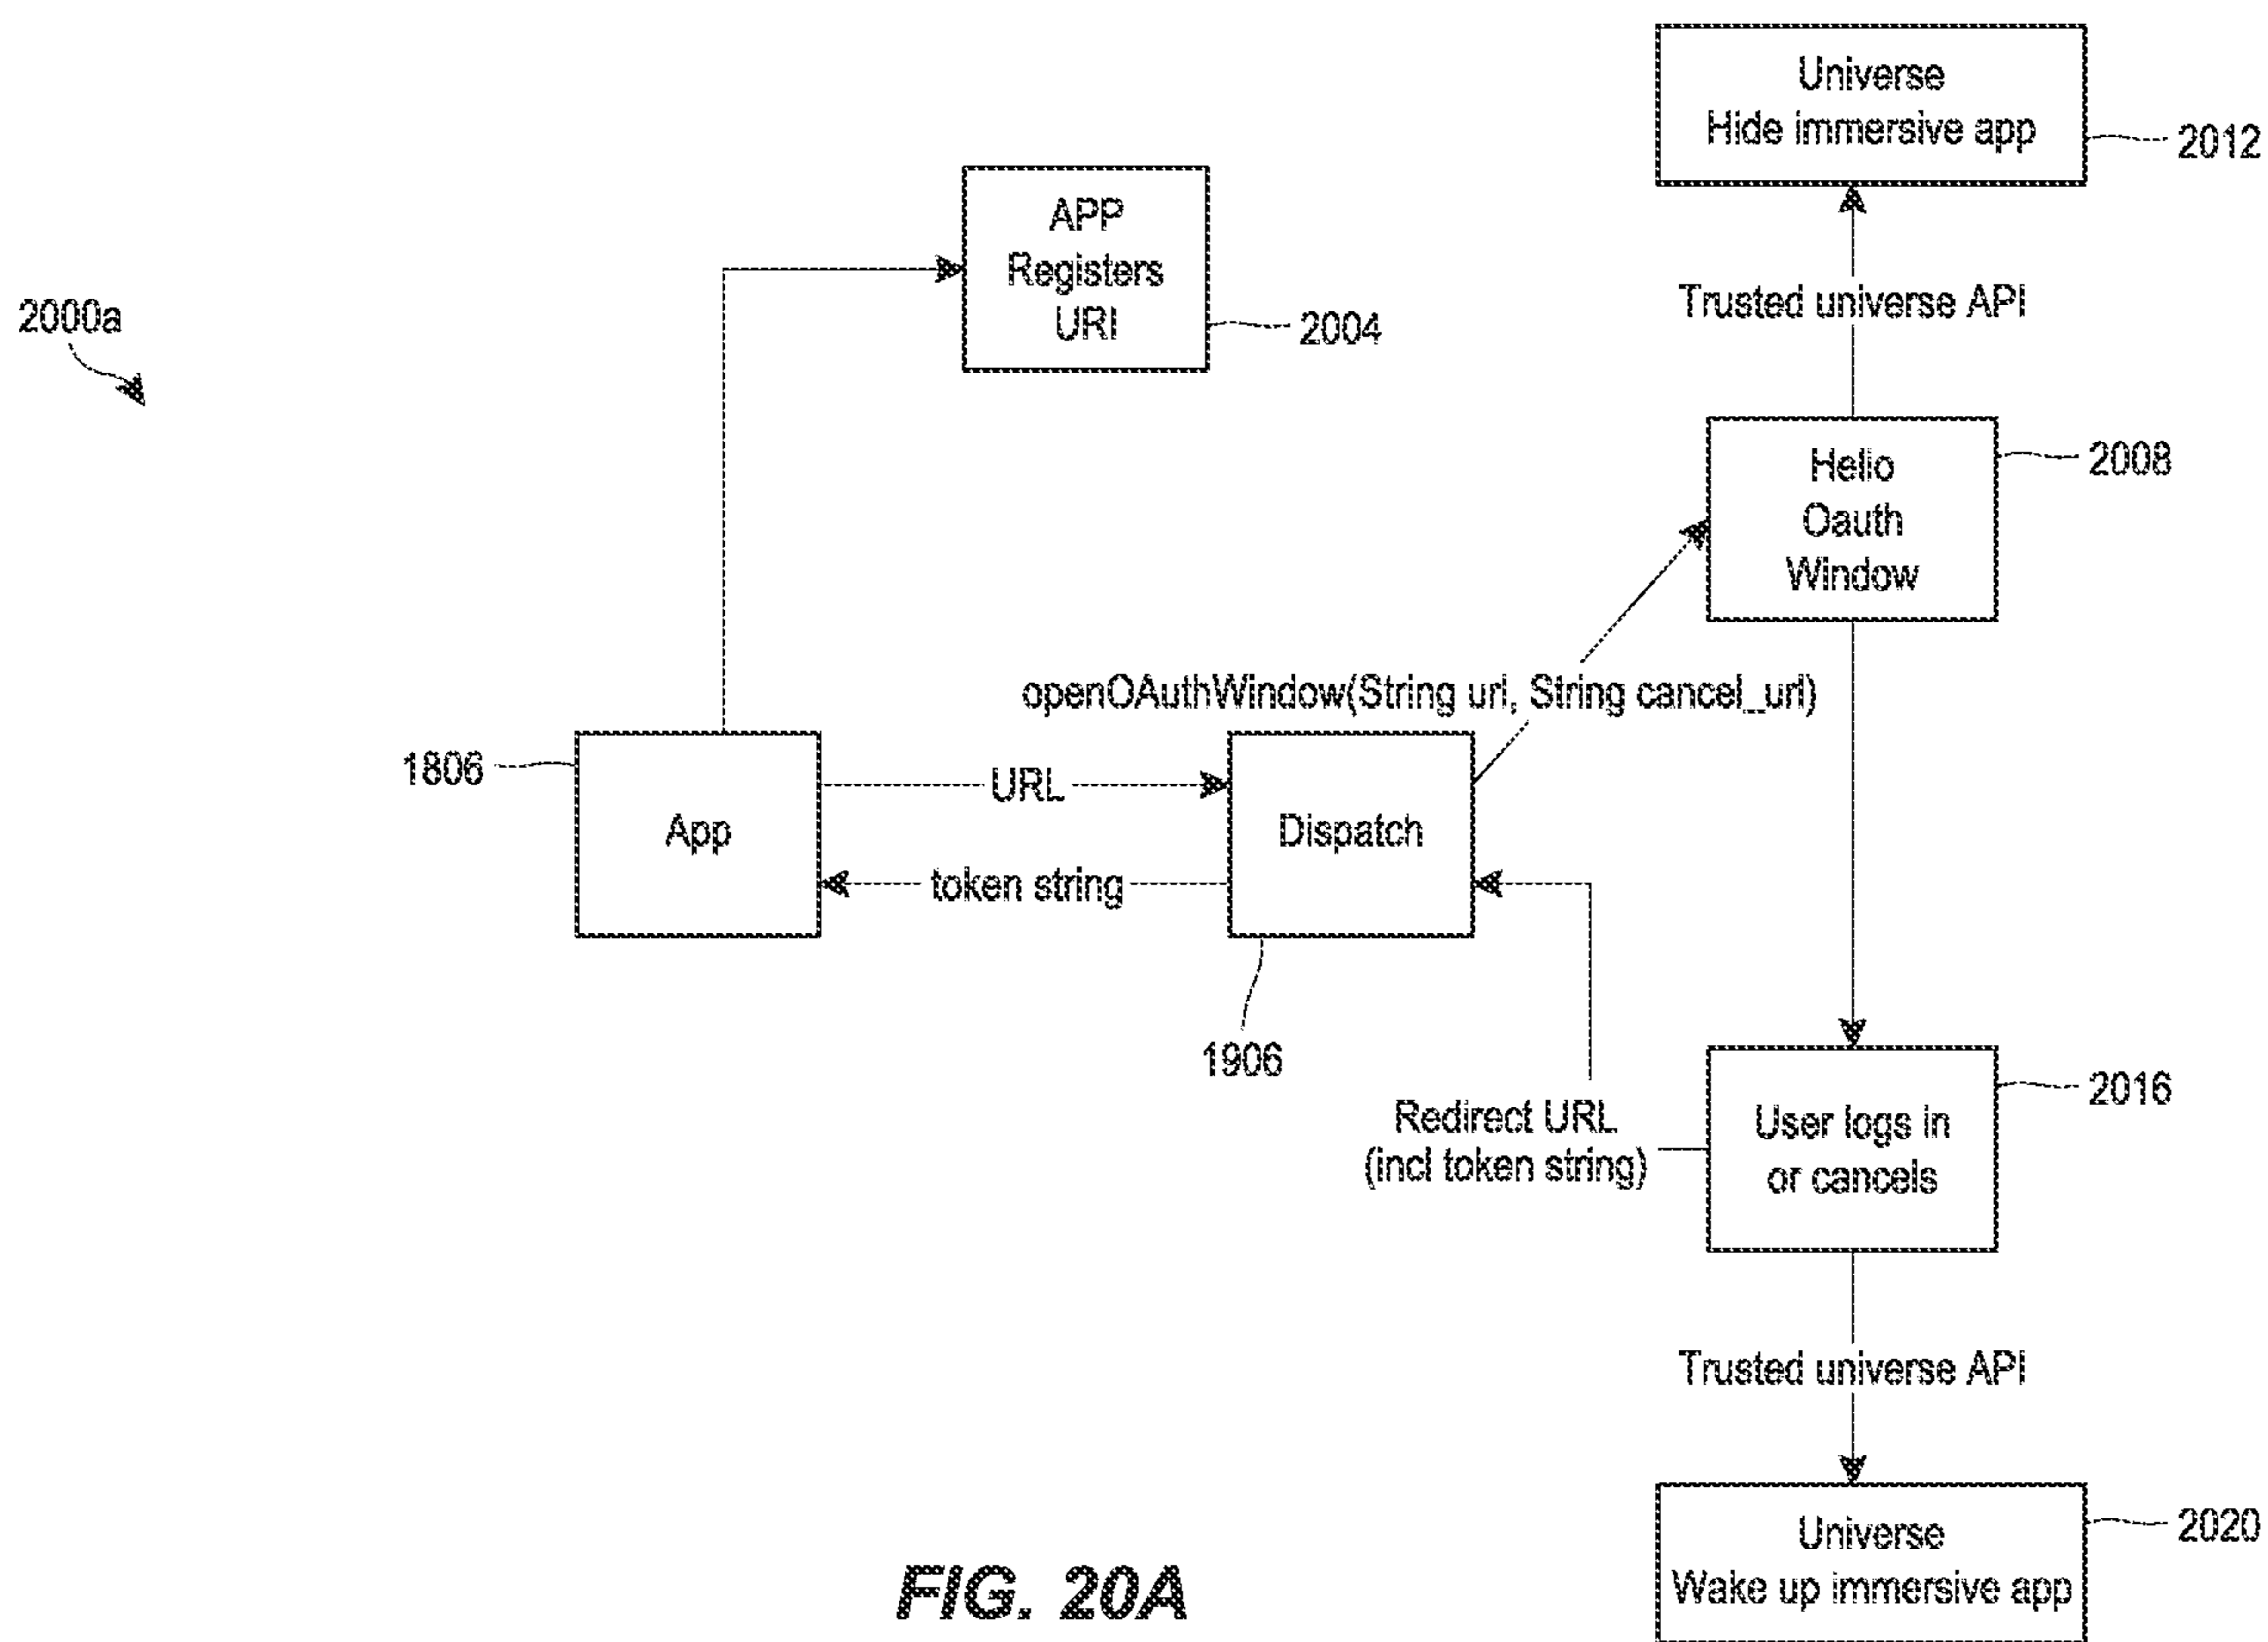 Universe
Hide immersive app
2012
APP
Registers
URI
2004
2000a
Trusted universe API
Helio
Oauth
Window
2008
openOAuthWindow(String url, String cancel_url)
1806
App
URL
token string
Dispatch
1906
Redirect URL
(incl token string)
User logs in
or cancels
2016
Trusted universe API
Universe
Wake up immersive app
2020
FIG. 20A